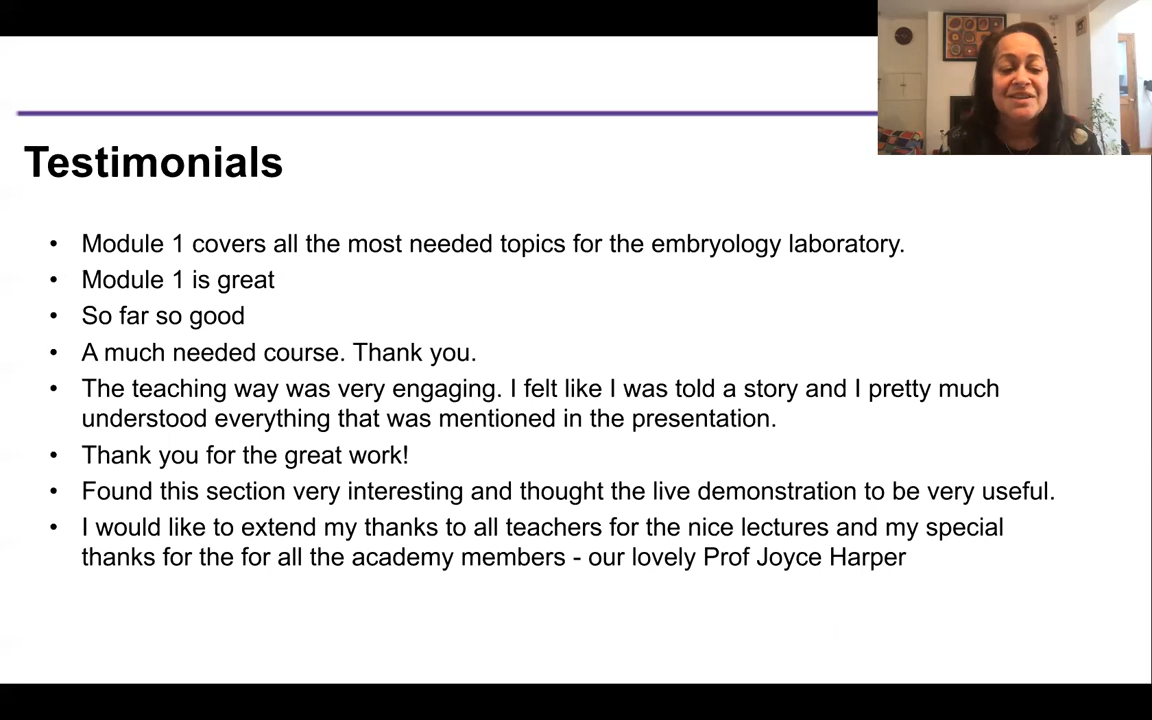 Testimonials
• Module 1 covers all the most needed topics for the embryology laboratory.
• Module 1 is great
• So far so good
• A much needed course. Thank you.
• The teaching way was very engaging. I felt like I was told a story and I pretty much
understood everything that was mentioned in the presentation.
• Thank you for the great work!
• Found this section very interesting and thought the live demonstration to be very useful.
• I would like to extend my thanks to all teachers for the nice lectures and my special
thanks for the for all the academy members - our lovely Prof Joyce Harper